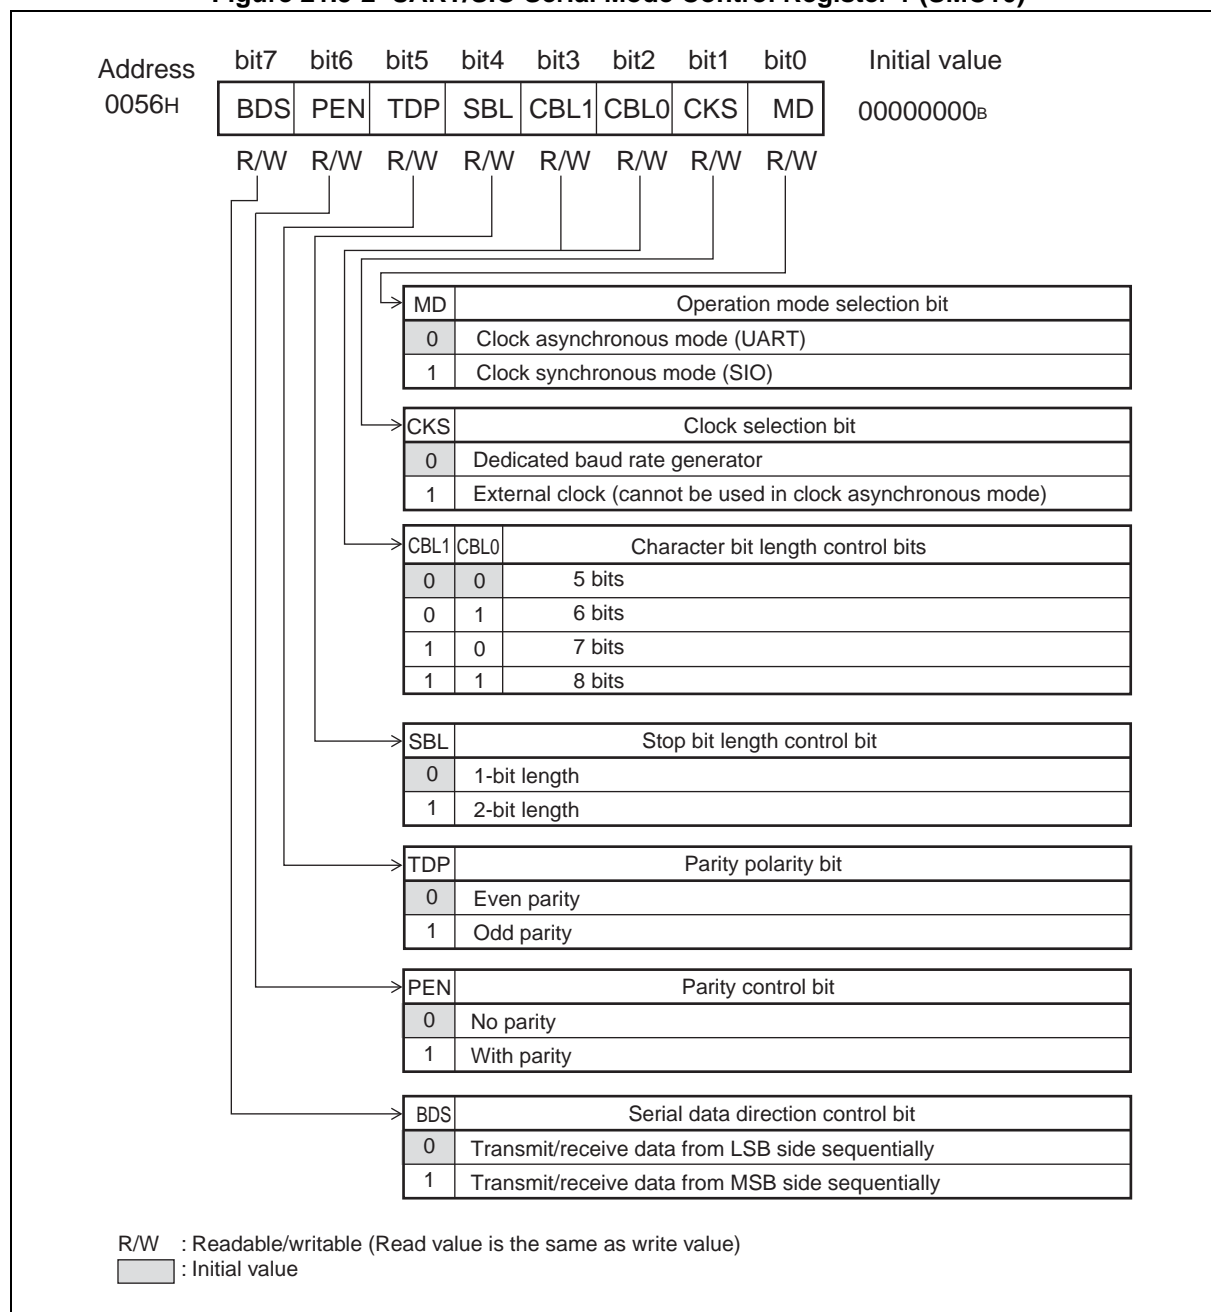 bit7 bit6 bit5 bit4 bit3 bit2 bit1 bit0 Initial value
Address
0056H BDS PEN TDP SBL CBL1 CBL0 CKS MD 00000000B
R/W R/W R/W R/W R/W R/W R/W R/W
MD Operation mode selection bit
0 Clock asynchronous mode (UART)
1 Clock synchronous mode (SIO)
CKS Clock selection bit
0 Dedicated baud rate generator
1 External clock (cannot be used in clock asynchronous mode)
CBL1 CBL0 Character bit length control bits
0 0 5 bits
0 1 6 bits
1 0 7 bits
1 1 8 bits
SBL Stop bit length control bit
0 1-bit length
1 2-bit length
TDP Parity polarity bit
0 Even parity
1 Odd parity
PEN Parity control bit
0 No parity
1 With parity
BDS Serial data direction control bit
0 Transmit/receive data from LSB side sequentially
1 Transmit/receive data from MSB side sequentially
R/W : Readable/writable (Read value is the same as write value)
: Initial value